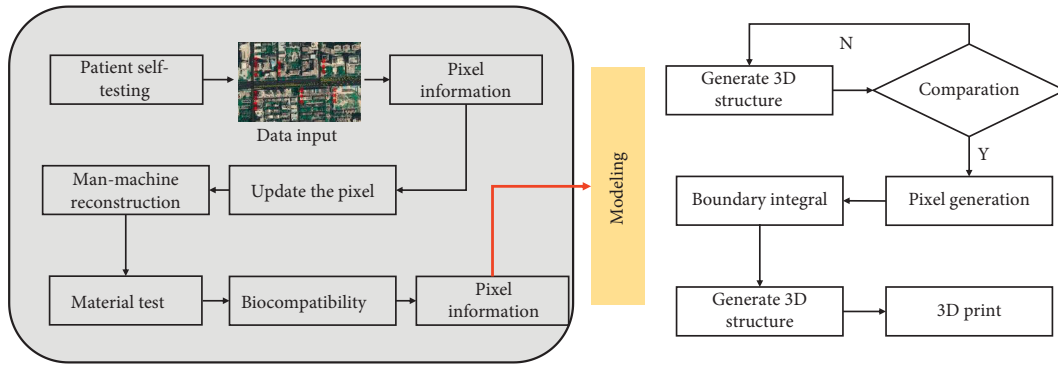 Patient self-
testing
Data input
Pixel
information
Man-machine
reconstruction
Update the pixel
Material test
Biocompatibility
Pixel
information
Modeling
N
Generate 3D
structure
Comparation
Y
Boundary integral
Pixel generation
Generate 3D
structure
3D print